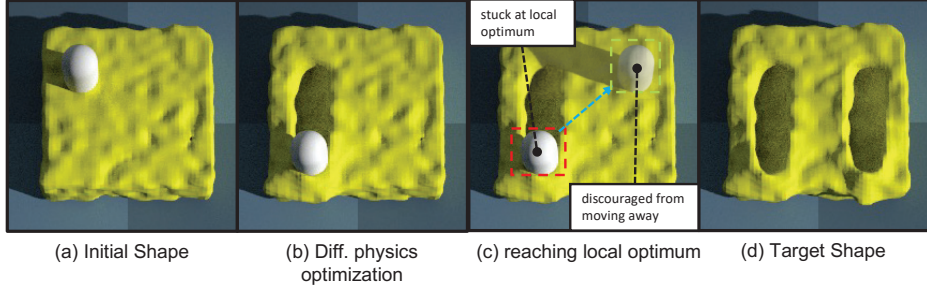 stuck at local
optimum
discouraged from
moving away
(a) Initial Shape
(b) Diff. physics
optimization
(c) reaching local optimum
(d) Target Shape